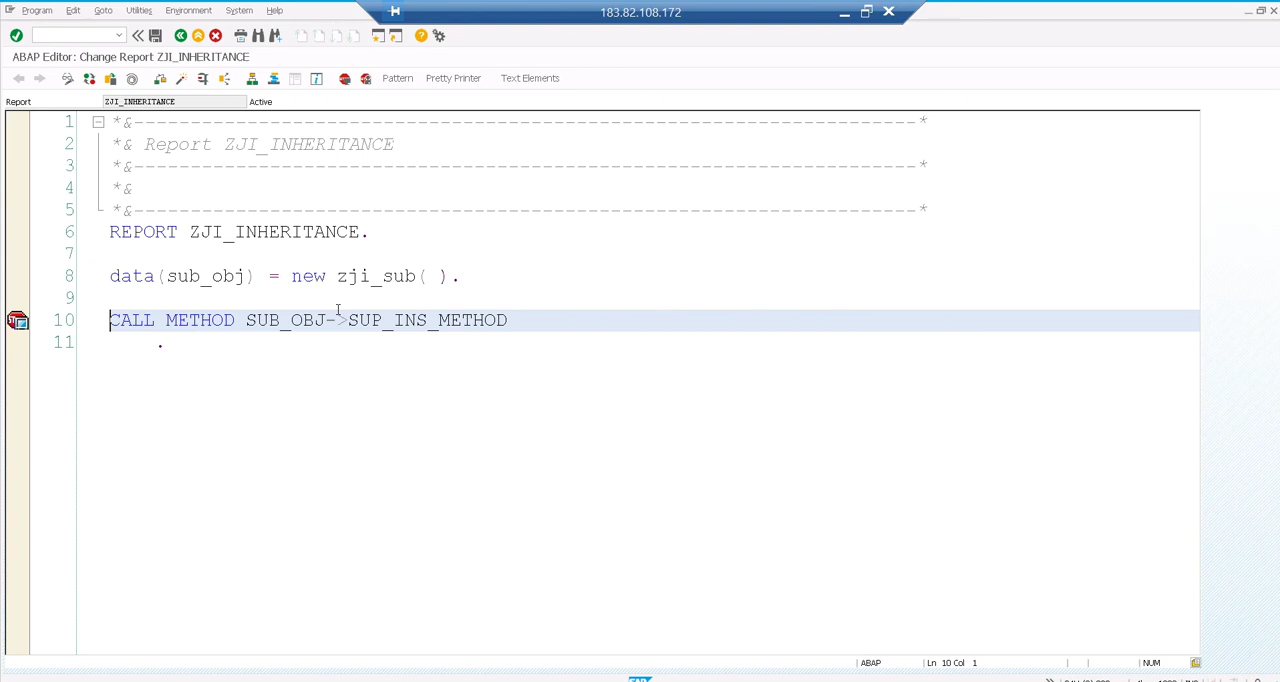 Program Edit Goto Utilities Environment System Help
183.82.108.172
ABAP Editor: Change Report ZJI_INHERITANCE
Pattern Pretty Printer Text Elements
Report ZJI_INHERITANCE Active
1 *&---------------------------------------------------------------------*
2 *& Report ZJI_INHERITANCE
3 *&---------------------------------------------------------------------*
4 *&
5 *&---------------------------------------------------------------------*
6 REPORT ZJI_INHERITANCE.
7
8 data(sub_obj) = new zji_sub( ).
9
10 CALL METHOD SUB_OBJ->SUP_INS_METHOD
11 .
ABAP Ln 10 Col 1 NUM
SAP